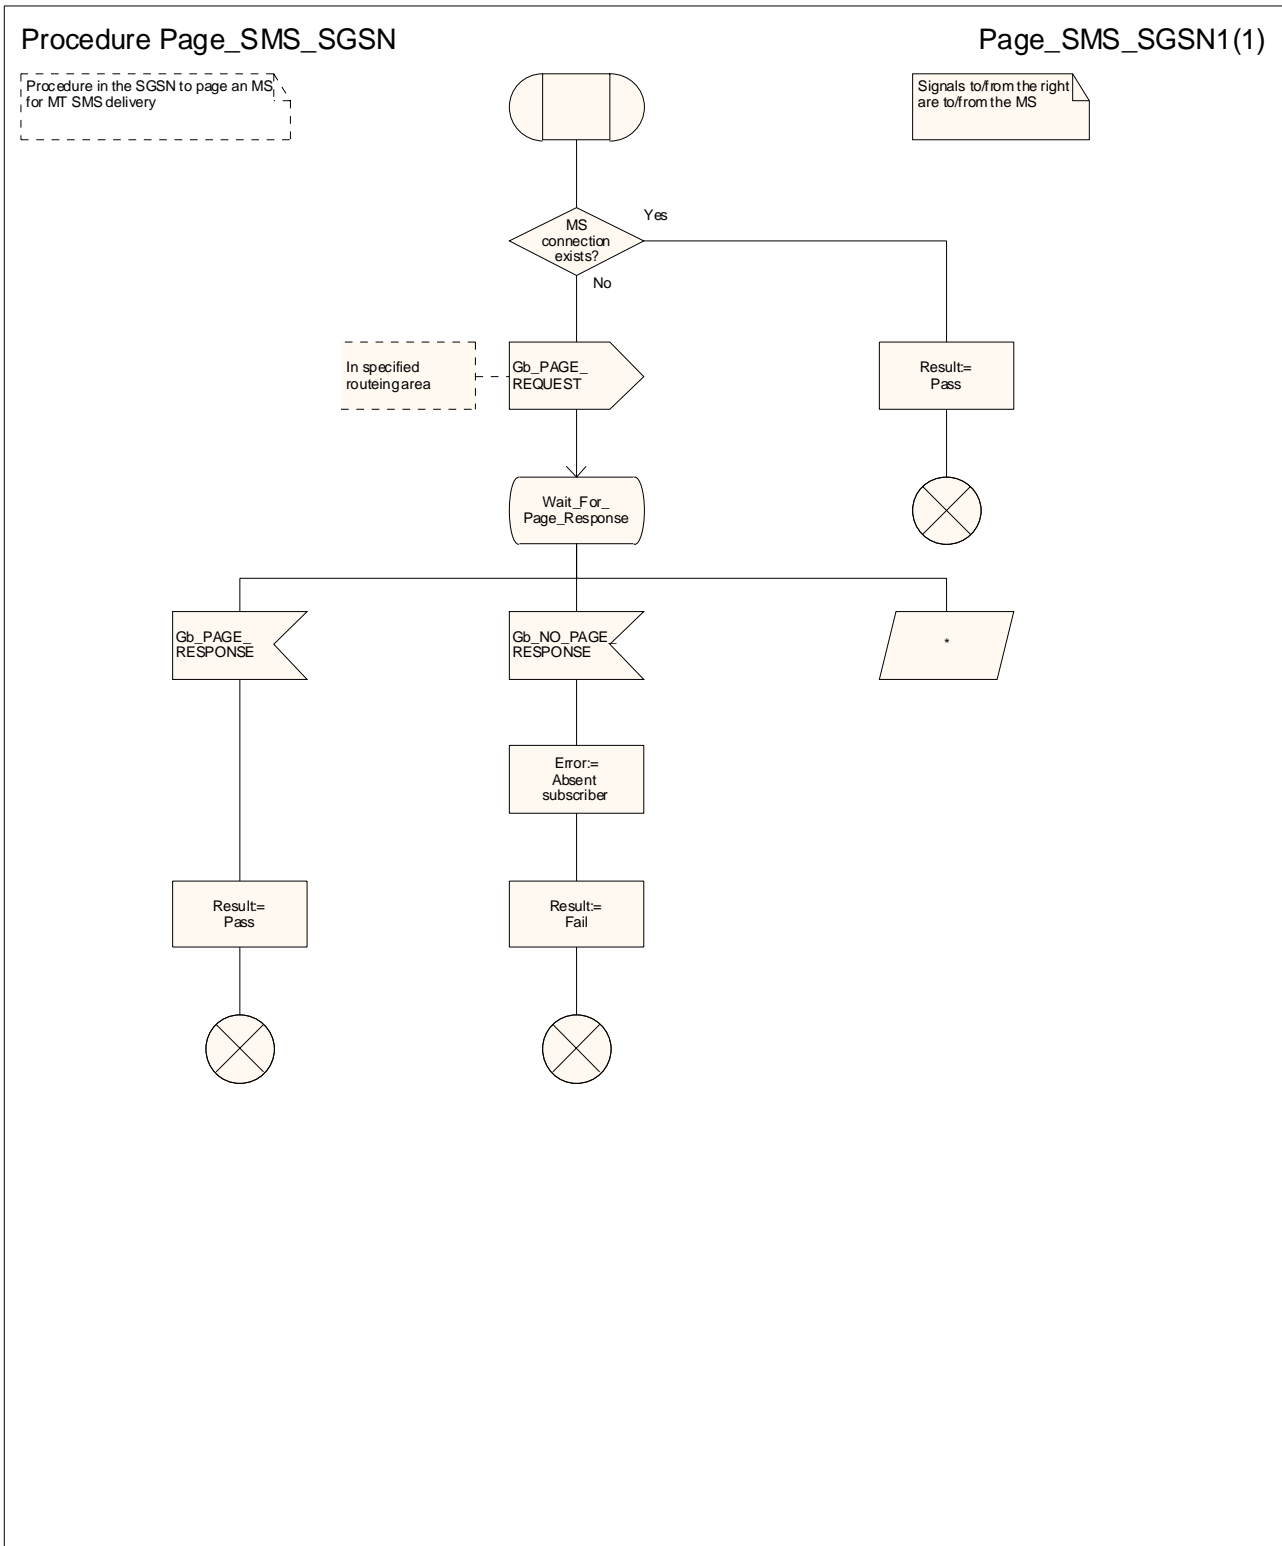 Procedure Page_SMS_SGSN
Page_SMS_SGSN1(1)
Procedure in the SGSN to page an MS
for MT SMS delivery
Signals to/from the right
are to/from the MS
MS
connection
exists?
Yes
No
In specified
routeing area
Gb_PAGE_
REQUEST
Result:=
Pass
Wait_For_
Page_Response
Gb_PAGE_
RESPONSE
Gb_NO_PAGE_
RESPONSE
*
Error:=
Absent
subscriber
Result:=
Pass
Result:=
Fail